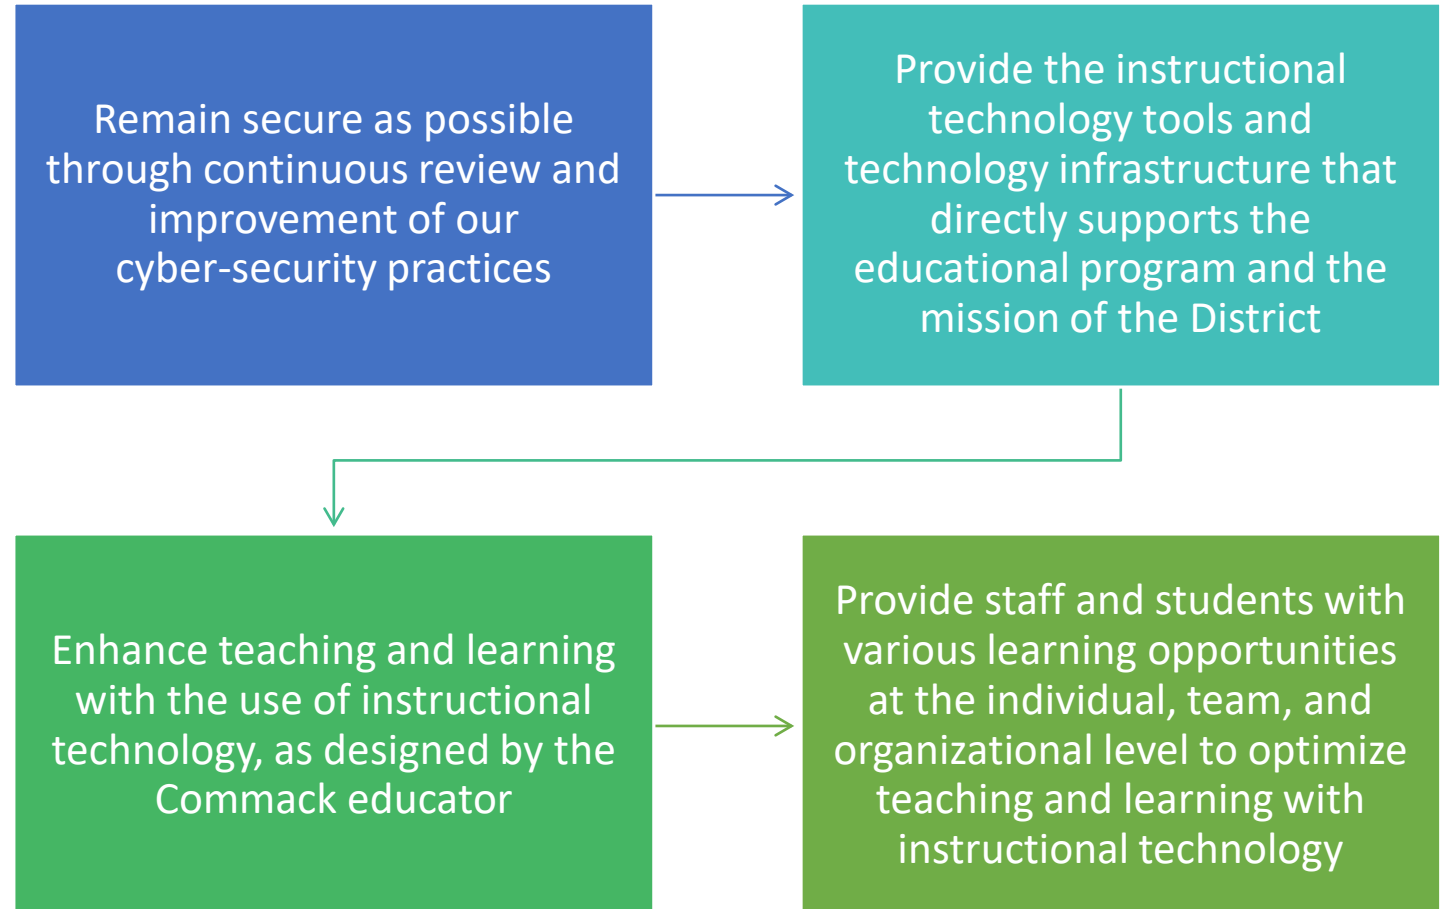 Remain secure as possible
through continuous review and
improvement of our
cyber-security practices
Provide the instructional
technology tools and
technology infrastructure that
directly supports the
educational program and the
mission of the District
Enhance teaching and learning
with the use of instructional
technology, as designed by the
Commack educator
Provide staff and students with
various learning opportunities
at the individual, team, and
organizational level to optimize
teaching and learning with
instructional technology